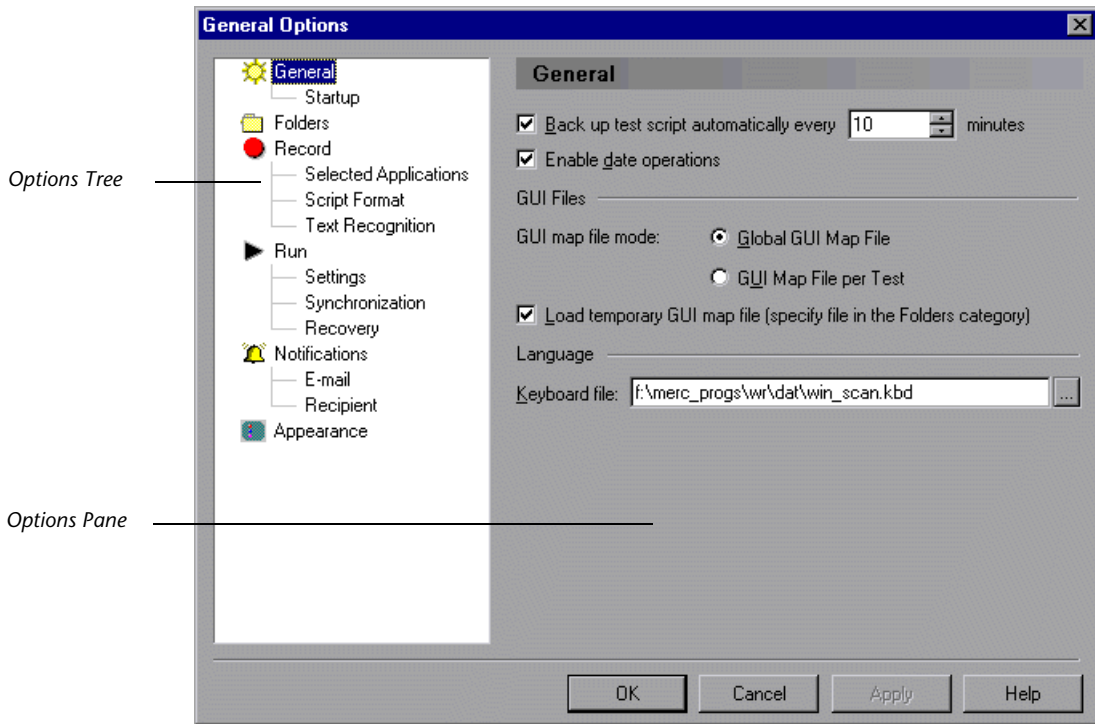 General Options
General
Startup
Folders
Record
Selected Applications
Script Format
Text Recognition
Run
Settings
Synchronization
Recovery
Notifications
E-mail
Recipient
Appearance
Options Tree
Options Pane
General
Back up test script automatically every 10 minutes
Enable date operations
GUI Files
GUI map file mode: Global GUI Map File
GUI Map File per Test
Load temporary GUI map file (specify file in the Folders category)
Language
Keyboard file: f:\merc_progs\wr\dat\win_scan.kbd ...
OK Cancel Apply Help